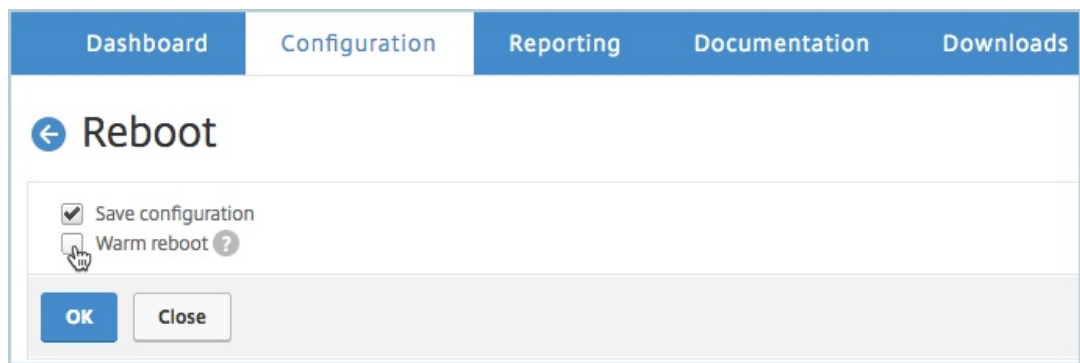 Dashboard Configuration Reporting Documentation Downloads
Reboot
Save configuration
Warm reboot ?
OK Close